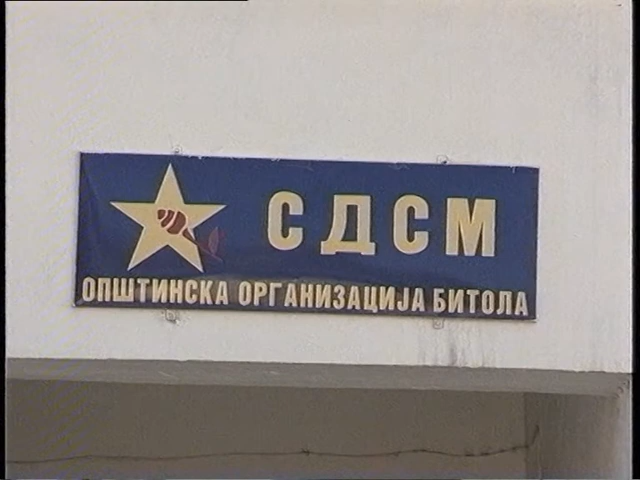 СДСМ
ОПШТИНСКА ОРГАНИЗАЦИЈА БИТОЛА